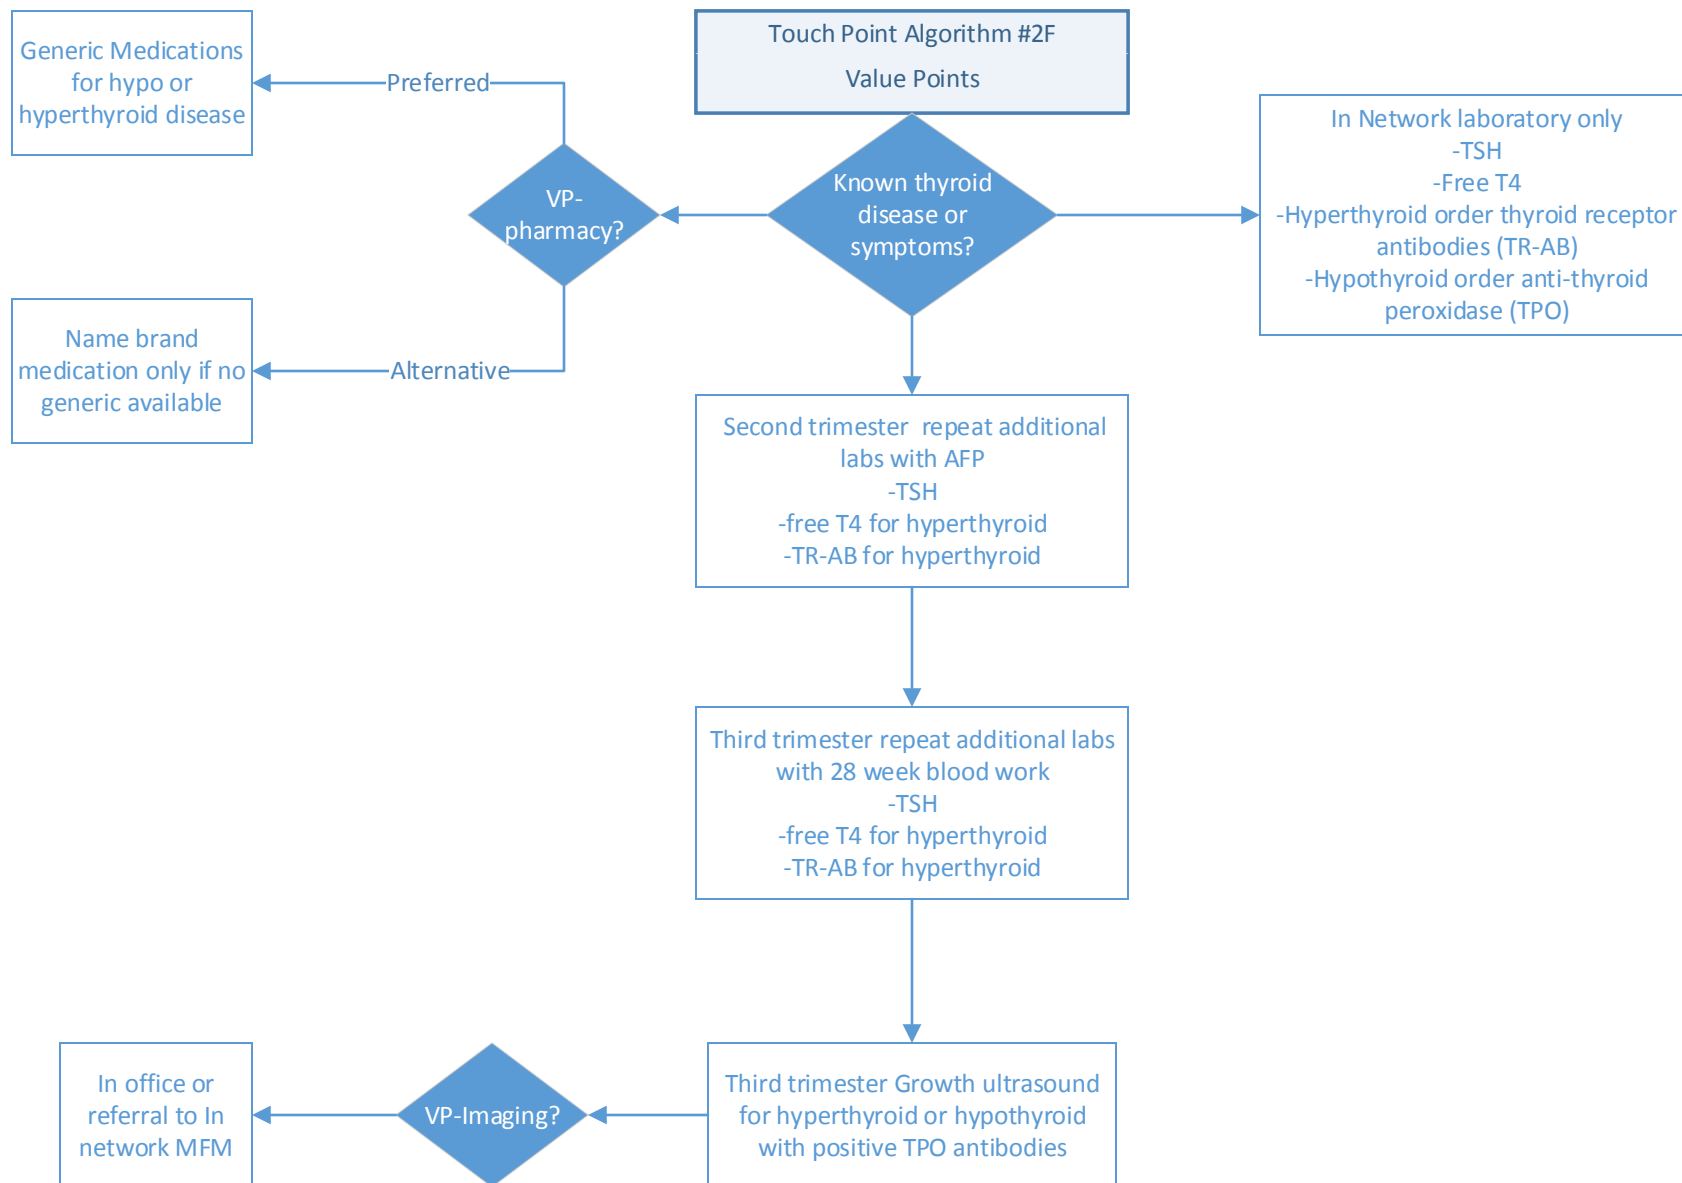 Touch Point Algorithm #2F
Value Points
Generic Medications
for hypo or
hyperthyroid disease
Preferred
VP-
pharmacy?
Known thyroid
disease or
symptoms?
In Network laboratory only
-TSH
-Free T4
-Hyperthyroid order thyroid receptor
antibodies (TR-AB)
-Hypothyroid order anti-thyroid
peroxidase (TPO)
Name brand
medication only if no
generic available
Alternative
Second trimester repeat additional
labs with AFP
-TSH
-free T4 for hyperthyroid
-TR-AB for hyperthyroid
Third trimester repeat additional labs
with 28 week blood work
-TSH
-free T4 for hyperthyroid
-TR-AB for hyperthyroid
In office or
referral to In
network MFM
VP-Imaging?
Third trimester Growth ultrasound
for hyperthyroid or hypothyroid
with positive TPO antibodies